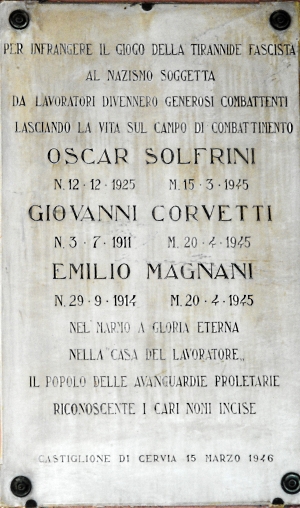 PER INFRANGERE IL GIOGO DELLA TIRANNIDE FASCISTA
AL NAZISMO SOGGETTA
DA LAVORATORI DIVENNERO GENEROSI COMBATTENTI
LASCIANDO LA VITA SUL CAMPO DI COMBATTIMENTO
OSCAR SOLFRINI
N. 12 · 12 · 1925 M. 15 · 3 · 1945
GIOVANNI CORVETTI
N. 3 · 7 · 1911 M. 20 · 4 · 1945
EMILIO MAGNANI
N. 29 · 9 · 1914 M. 20 · 4 · 1945
NEL MARMO A GLORIA ETERNA
NELLA "CASA DEL LAVORATORE„
IL POPOLO DELLE AVANGUARDIE PROLETARIE
RICONOSCENTE I CARI NOMI INCISE
CASTIGLIONE DI CERVIA 15 MARZO 1946